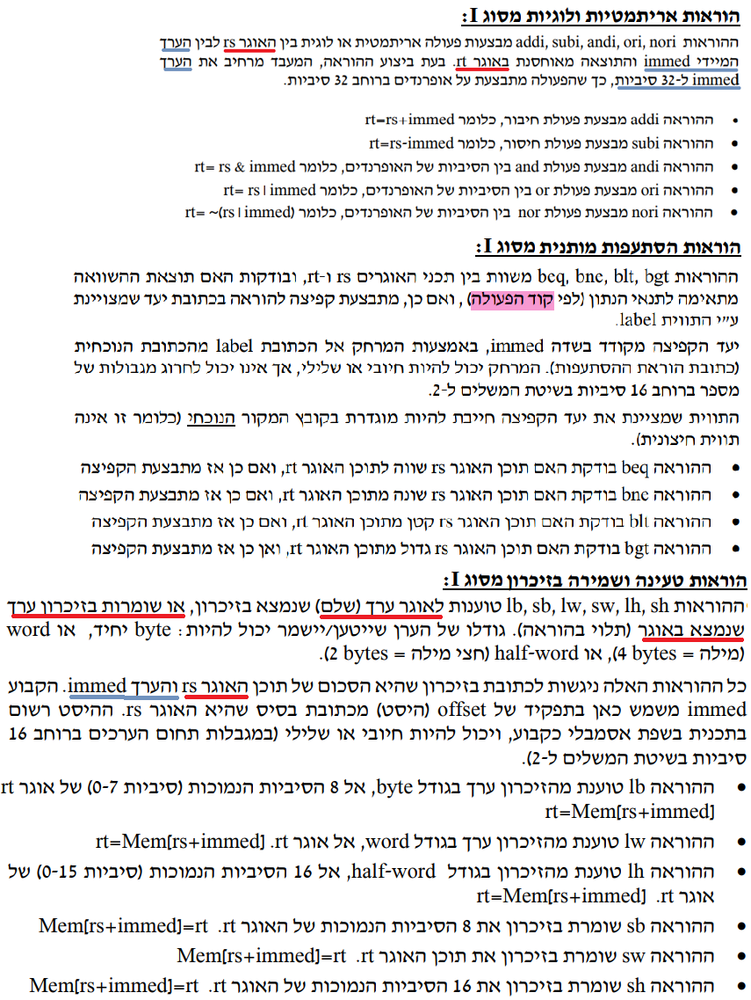 הוראות אריתמטיות ולוגיות מסוג I:
ההוראות addi, subi, andi, ori, nori מבצעות פעולה אריתמטית או לוגית בין האוגר rs לבין הערך
המיידי immed והתוצאה מאוחסנת באוגר rt. בעת ביצוע ההוראה, המעבד מרחיב את הערך
immed ל-32 סיביות, כך שהפעולה מתבצעת על אופרנדים ברוחב 32 סיביות.
• ההוראה addi מבצעת פעולת חיבור, כלומר rt=rs+immed
• ההוראה subi מבצעת פעולת חיסור, כלומר rt=rs-immed
• ההוראה andi מבצעת פעולת and בין הסיביות של האופרנדים, כלומר rt= rs & immed
• ההוראה ori מבצעת פעולת or בין הסיביות של האופרנדים, כלומר rt= rs | immed
• ההוראה nori מבצעת פעולת nor בין הסיביות של האופרנדים, כלומר rt= ~(rs | immed)
הוראות הסתעפות מותנית מסוג I:
ההוראות beq, bne, blt, bgt משוות בין תכני האוגרים rs ו-rt, ובודקות האם תוצאת ההשוואה
מתאימה לתנאי הנתון (לפי קוד הפעולה) , ואם כן, מתבצעת קפיצה להוראה בכתובת יעד שמצויינת
ע"י התווית label.
יעד הקפיצה מקודד בשדה immed, באמצעות המרחק אל הכתובת label מהכתובת הנוכחית
(כתובת הוראת ההסתעפות). המרחק יכול להיות חיובי או שלילי, אך אינו יכול לחרוג מגבולות של
מספר ברוחב 16 סיביות בשיטת המשלים ל-2.
התווית שמציינת את יעד הקפיצה חייבת להיות מוגדרת בקובץ המקור הנוכחי (כלומר זו אינה
תווית חיצונית).
• ההוראה beq בודקת האם תוכן האוגר rs שווה לתוכן האוגר rt, ואם כן אז מתבצעת הקפיצה
• ההוראה bne בודקת האם תוכן האוגר rs שונה מתוכן האוגר rt, ואם כן אז מתבצעת הקפיצה
• ההוראה blt בודקת האם תוכן האוגר rs קטן מתוכן האוגר rt, ואם כן אז מתבצעת הקפיצה
• ההוראה bgt בודקת האם תוכן האוגר rs גדול מתוכן האוגר rt, ואן כן אז מתבצעת הקפיצה
הוראות טעינה ושמירה בזיכרון מסוג I:
ההוראות lb, sb, lw, sw, lh, sh טוענות לאוגר ערך (שלם) שנמצא בזיכרון, או שומרות בזיכרון ערך
שנמצא באוגר (תלוי בהוראה). גודלו של הערן שייטען/יישמר יכול להיות: byte יחיד, או word
(מילה = 4 bytes), או half-word (חצי מילה = 2 bytes).
כל ההוראות האלה ניגשות לכתובת בזיכרון שהיא הסכום של תוכן האוגר rs והערך immed. הקבוע
immed משמש כאן בתפקיד של offset (היסט) מכתובת בסיס שהיא האוגר rs. ההיסט רשום
בתכנית בשפת אסמבלי כקבוע, ויכול להיות חיובי או שלילי (במגבלות תחום הערכים ברוחב 16
סיביות בשיטת המשלים ל-2).
• ההוראה lb טוענת מהזיכרון ערך בגודל byte, אל 8 הסיביות הנמוכות (סיביות 0-7) של אוגר rt
rt=Mem[rs+immed]
• ההוראה lw טוענת מהזיכרון ערך בגודל word, אל אוגר rt. rt=Mem[rs+immed]
• ההוראה lh טוענת מהזיכרון בגודל half-word, אל 16 הסיביות הנמוכות (סיביות 0-15) של
אוגר rt. rt=Mem[rs+immed]
• ההוראה sb שומרת בזיכרון את 8 הסיביות הנמוכות של האוגר rt. Mem[rs+immed]=rt
• ההוראה sw שומרת בזיכרון את תוכן האוגר rt. Mem[rs+immed]=rt
• ההוראה sh שומרת בזיכרון את 16 הסיביות הנמוכות של האוגר rt. Mem[rs+immed]=rt